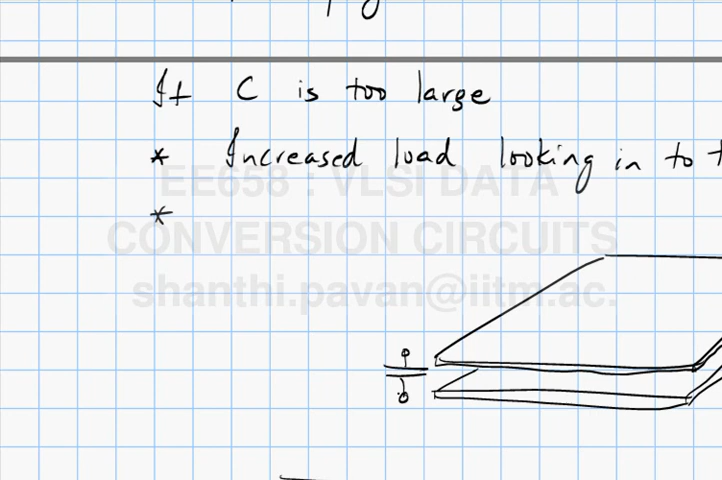 If C is too large
* Increased load looking in to t
EE658 : VLSI DATA
*
CONVERSION CIRCUITS
shanthi.pavan@iitm.ac.